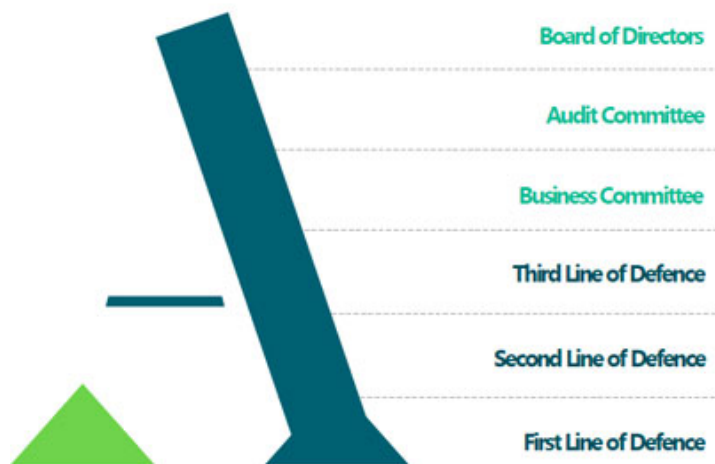 Board of Directors
Audit Committee
Business Committee
Third Line of Defence
Second Line of Defence
First Line of Defence